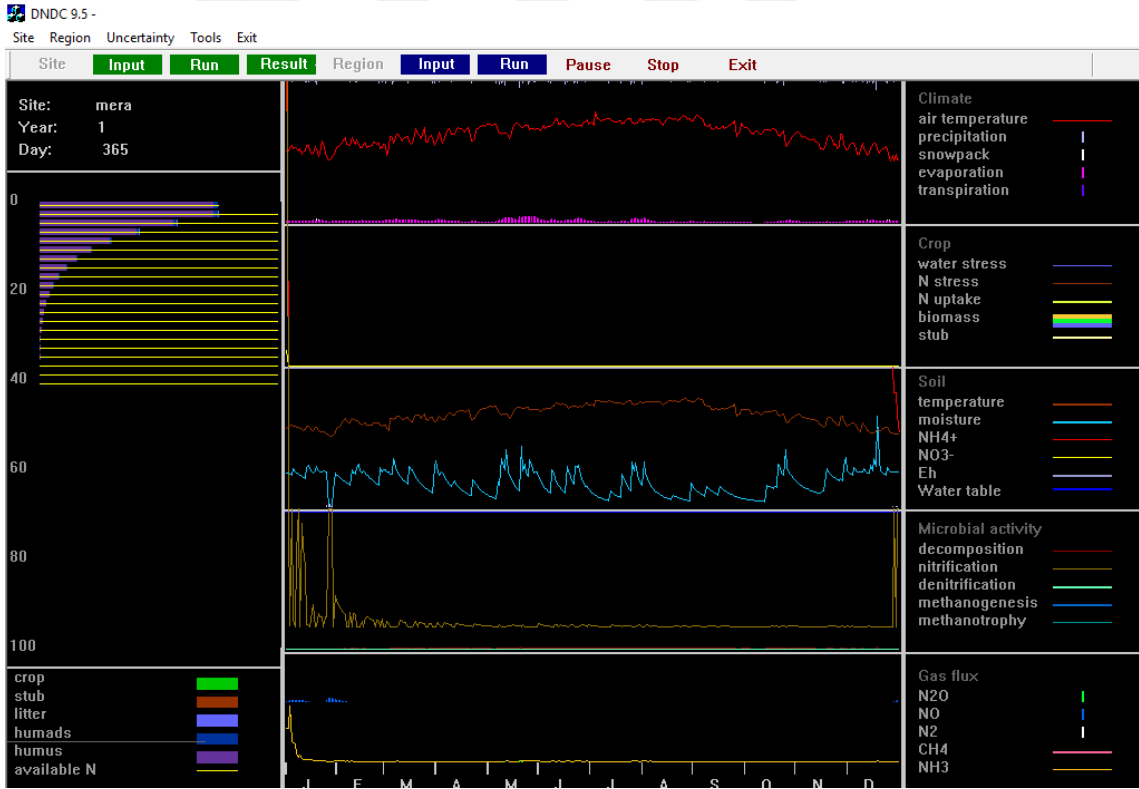 DNDC 9.5 -
Site Region Uncertainty Tools Exit
Site Input Run Result Region Input Run Pause Stop Exit
Site: mera
Year: 1
Day: 365
0
20
40
60
80
100
crop
stub
litter
humads
humus
available N
J F M A M J J A S O N D
Climate
air temperature
precipitation
snowpack
evaporation
transpiration
Crop
water stress
N stress
N uptake
biomass
stub
Soil
temperature
moisture
NH4+
NO3-
Eh
Water table
Microbial activity
decomposition
nitrification
denitrification
methanogenesis
methanotrophy
Gas flux
N2O
NO
N2
CH4
NH3